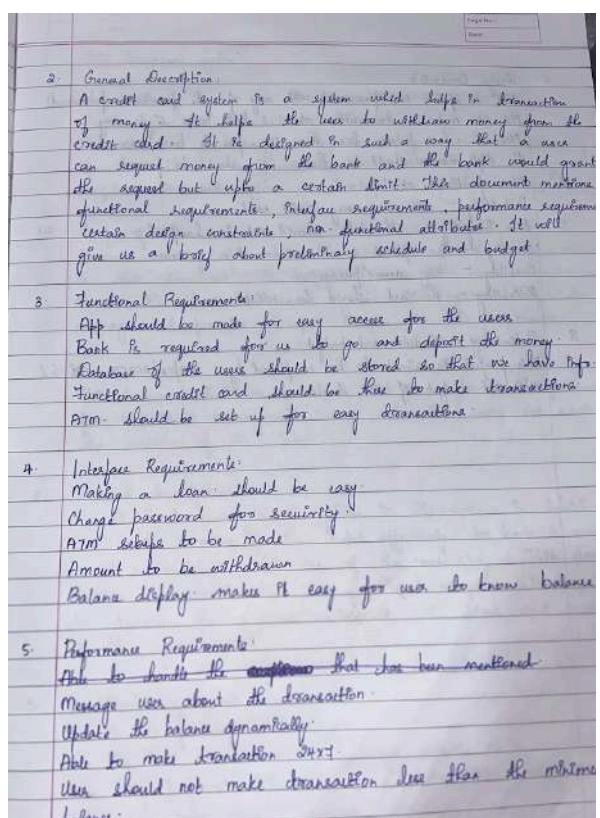 Page No:
Date:
2. General Description:
A credit card system is a system which helps in transaction
of money. It helps the user to withdraw money from the
credit card. It is designed in such a way that a user
can request money from the bank and the bank would grant
the request but upto a certain limit. This document mentions
functional requirements, interface requirements, performance requireme
certain design constraints non-functional attributes. It will
give us a brief about preliminary schedule and budget
3 Functional Requirements:
App should be made for easy access for the users
Bank is required for us to go and deposit the money.
Database of the users should be stored so that we have info.
Functional credit card should be there to make transactions
ATM should be set up for easy transactions
4. Interface Requirements:
Making a loan should be easy
Change password for security.
ATM setups to be made
Amount to be withdrawn
Balance display makes it easy for user to know balance
5. Performance Requirements:
Able to handle the that has been mentioned
Message user about the transaction.
Update the balance dynamically.
Able to make transaction 24x7.
User should not make transaction less than the minimu